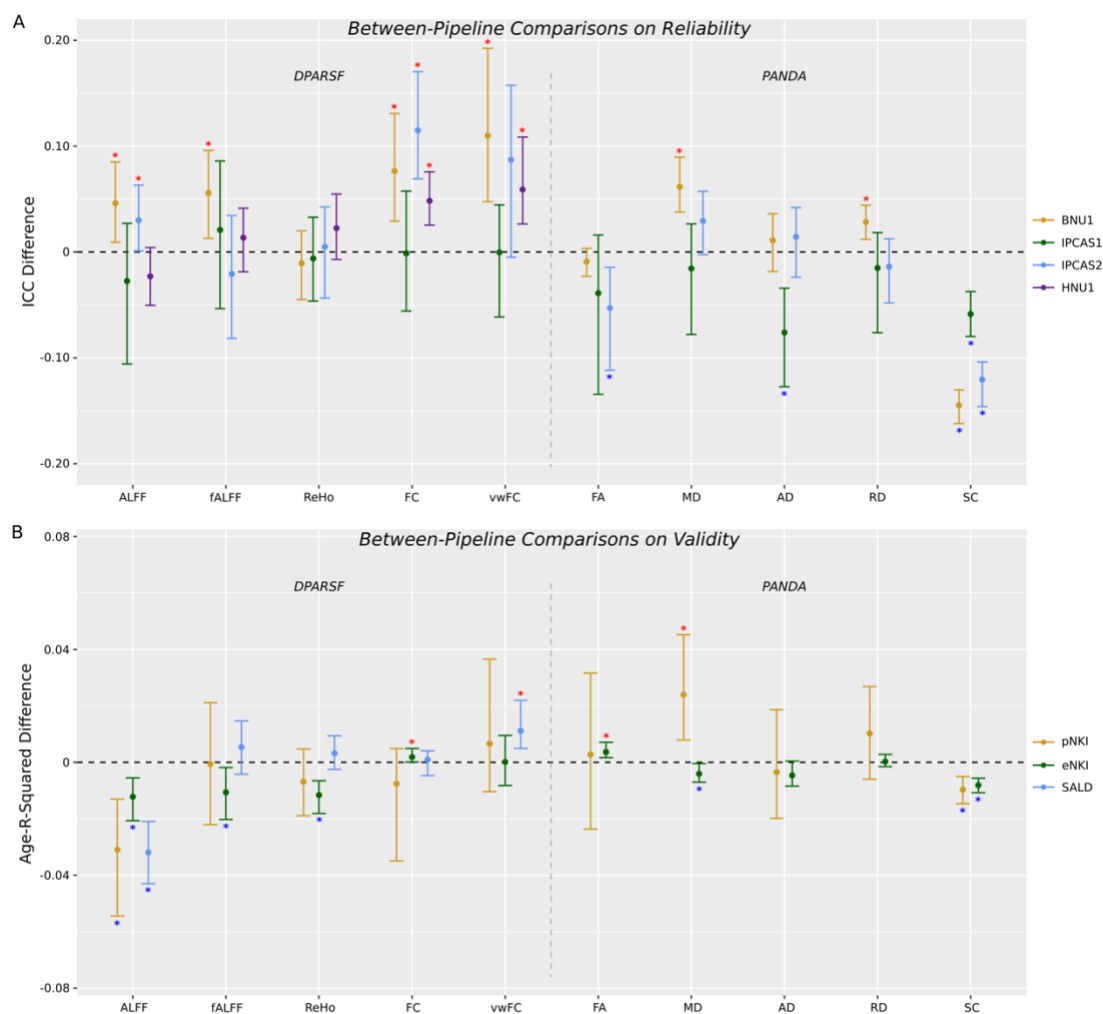 A
Between-Pipeline Comparisons on Reliability
DPARSF
PANDA
0.20
0.10
0
-0.10
-0.20
ICC Difference
* * * * * * * * * *
* * * * *
BNU1
IPCAS1
IPCAS2
HNU1
ALFF fALFF ReHo FC vwFC FA MD AD RD SC
B
Between-Pipeline Comparisons on Validity
DPARSF
PANDA
0.08
0.04
0
-0.04
-0.08
Age-R-Squared Difference
* * * *
* * * * * * * *
pNKI
eNKI
SALD
ALFF fALFF ReHo FC vwFC FA MD AD RD SC